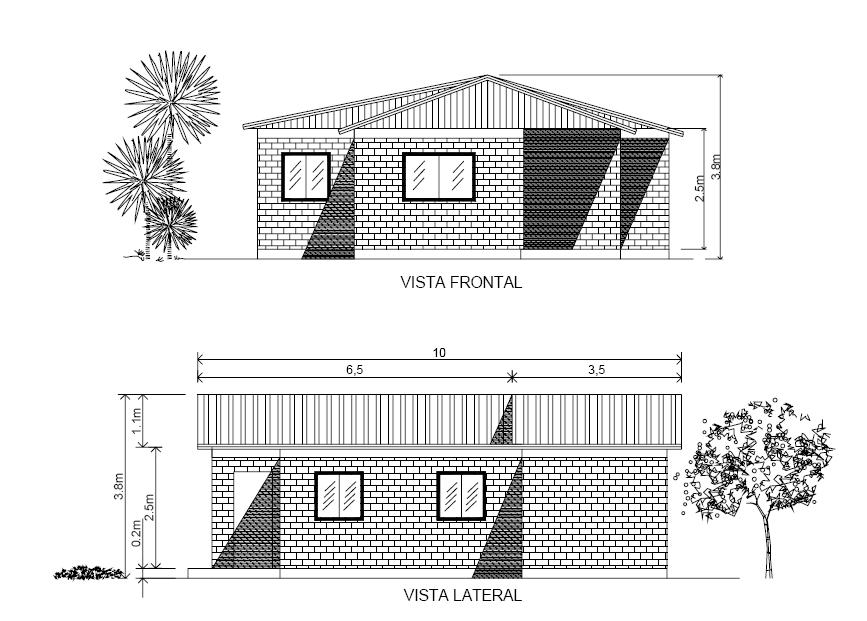 2.5m
3.8m
VISTA FRONTAL
10
6,5
3,5
1.1m
3.8m
2.5m
0.2m
VISTA LATERAL